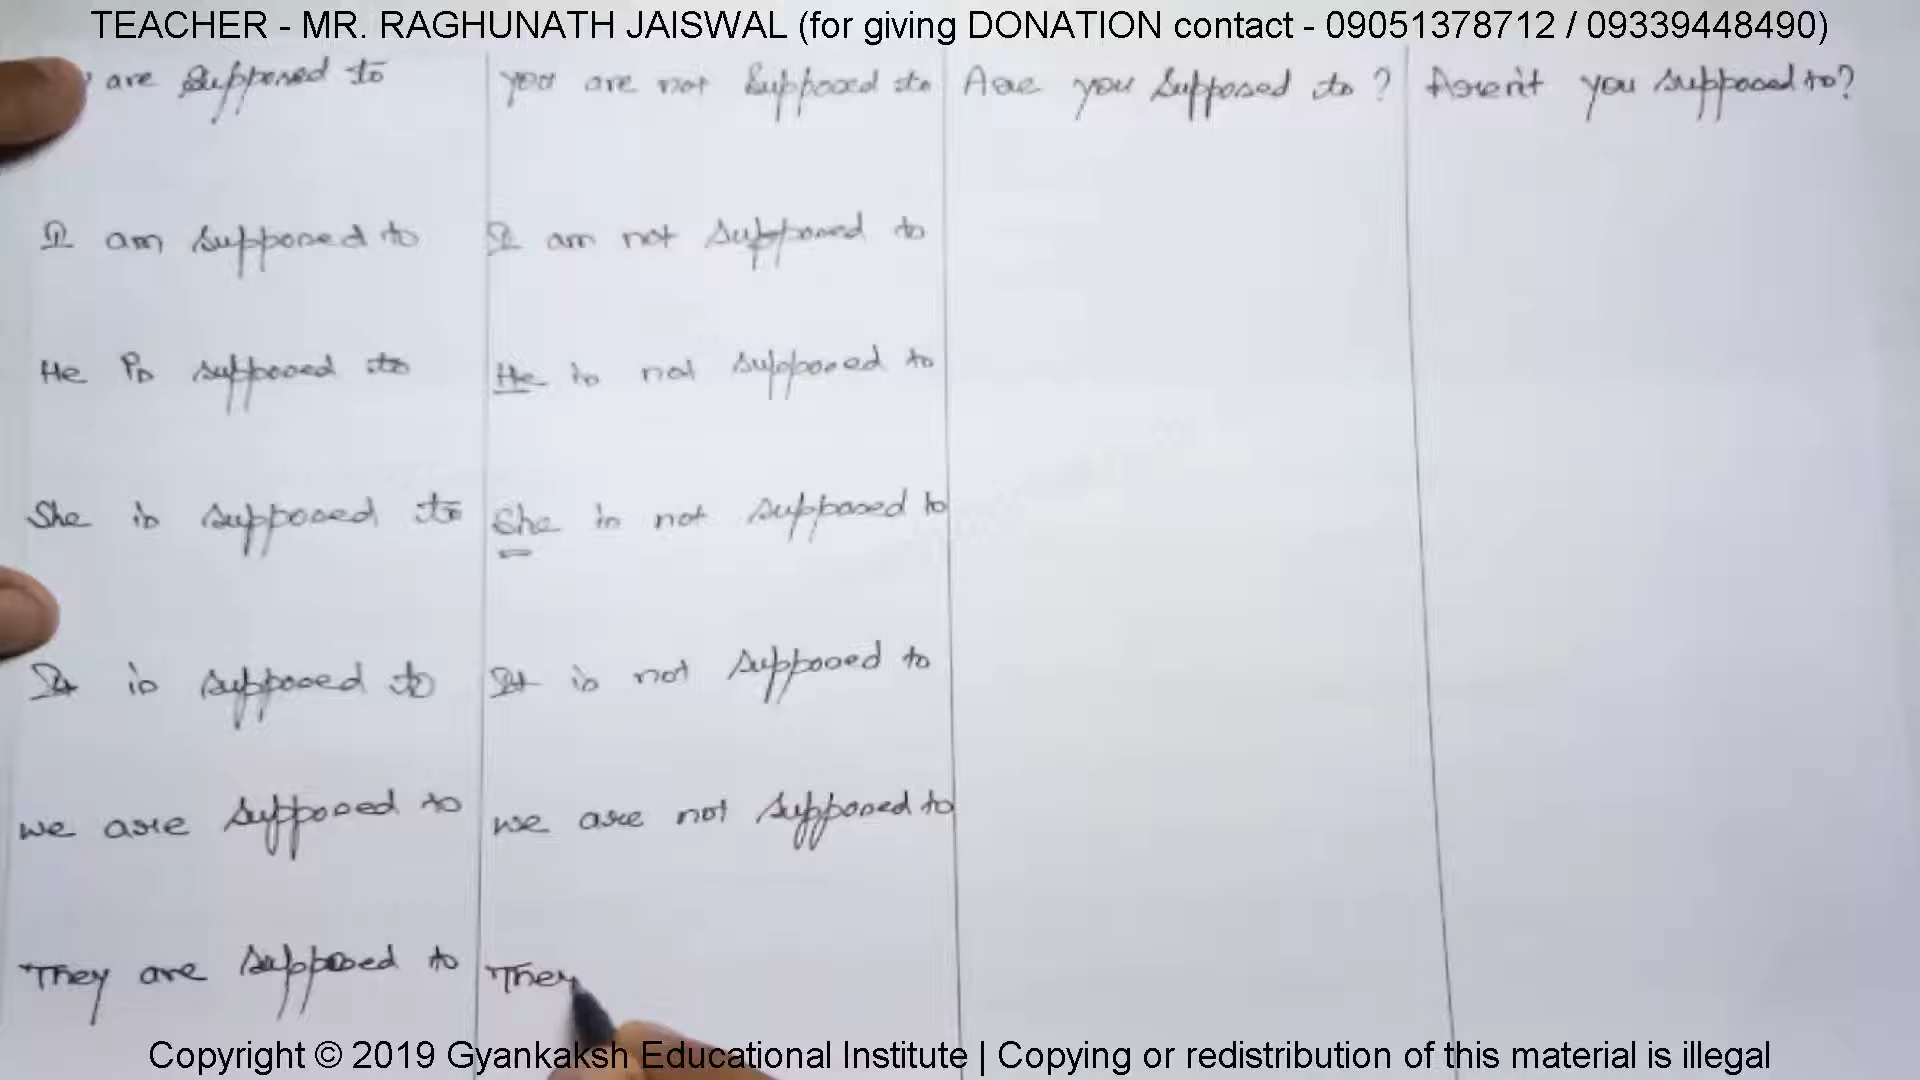 TEACHER - MR. RAGHUNATH JAISWAL (for giving DONATION contact - 09051378712 / 09339448490)
are supposed to | you are not supposed to | Are you supposed to ? | Aren't you supposed to?
I am supposed to | I am not supposed to
He is supposed to | He is not supposed to
She is supposed to | She is not supposed to
It is supposed to | It is not supposed to
we are supposed to | we are not supposed to
They are supposed to | They
Copyright © 2019 Gyankaksh Educational Institute | Copying or redistribution of this material is illegal